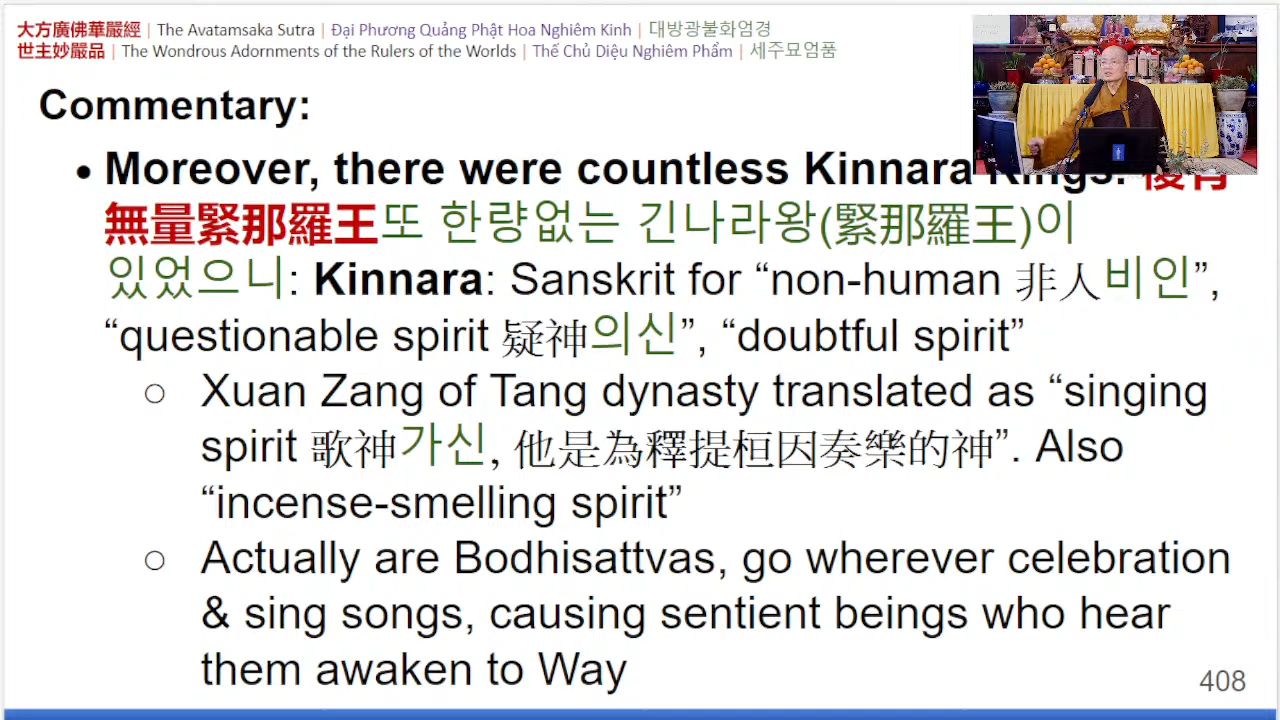 大方廣佛華嚴經 | The Avatamsaka Sutra | Đại Phương Quảng Phật Hoa Nghiêm Kinh | 대방광불화엄경
世主妙嚴品 | The Wondrous Adornments of the Rulers of the Worlds | Thế Chủ Diệu Nghiêm Phẩm | 세주묘엄품
Commentary:
• Moreover, there were countless Kinnara
無量緊那羅王또 한량없는 긴나라왕(緊那羅王)이
있었으니: Kinnara: Sanskrit for “non-human 非人비인”,
“questionable spirit 疑神의신”, “doubtful spirit”
○ Xuan Zang of Tang dynasty translated as “singing
spirit 歌神가신, 他是為釋提桓因奏樂的神”. Also
“incense-smelling spirit”
○ Actually are Bodhisattvas, go wherever celebration
& sing songs, causing sentient beings who hear
them awaken to Way
408